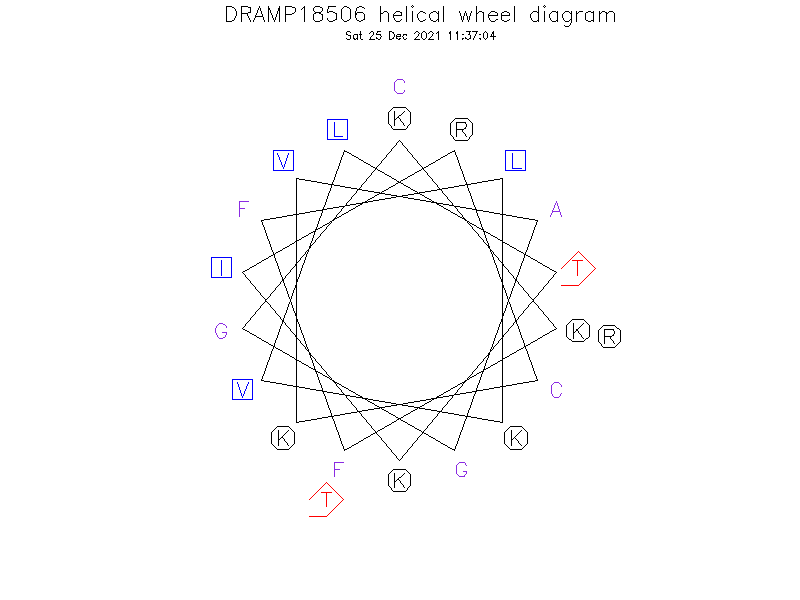 DRAMP18506 helical wheel diagram
Sat 25 Dec 2021 11:37:04
C
L K R
V L
F A
I T
G K R
V C
K K
F K G
T